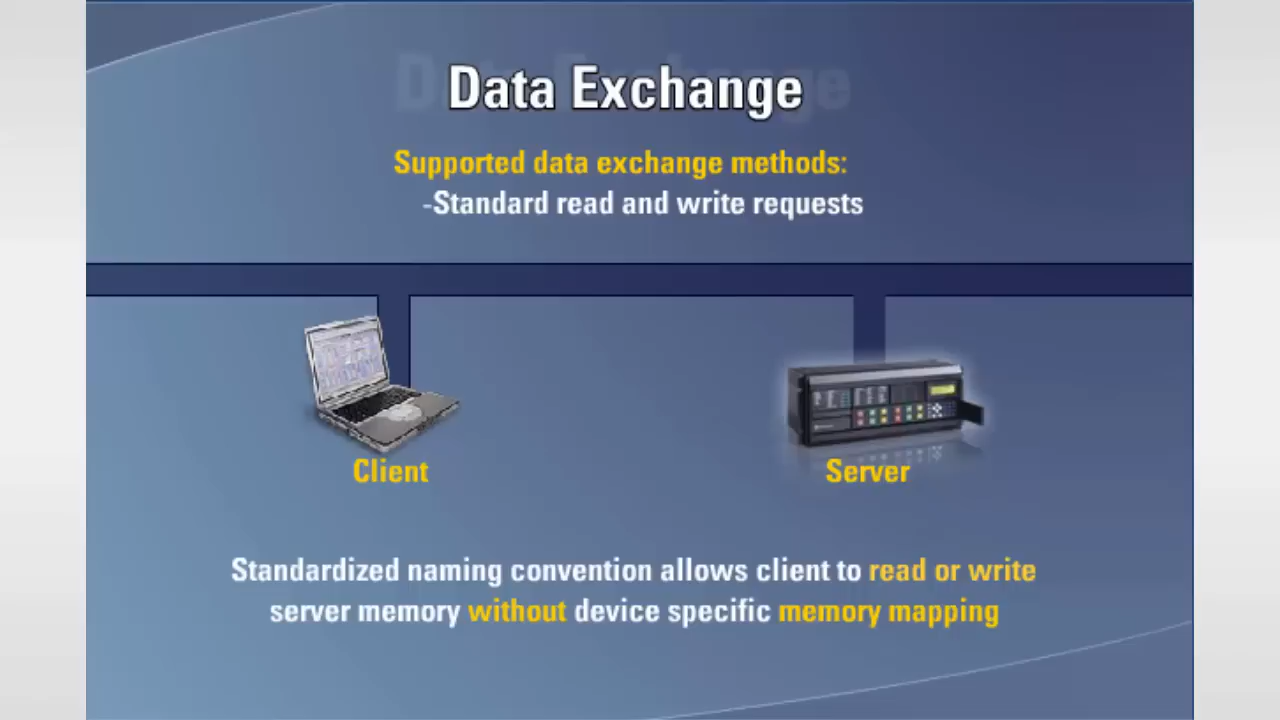 Data Exchange
Supported data exchange methods:
-Standard read and write requests
Client
Server
Standardized naming convention allows client to read or write
server memory without device specific memory mapping